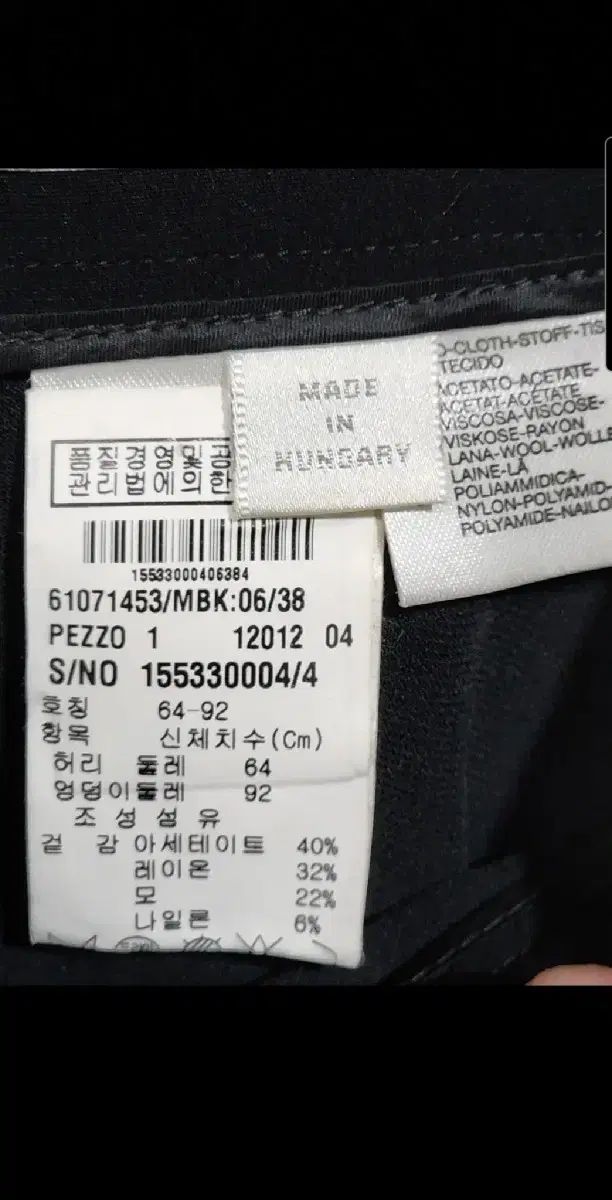 MADE
IN
HUNGARY
품질경영및공
관리법에의한
15533000406384
61071453/MBK:06/38
PEZZO 1 12012 04
S/NO 155330004/4
호칭 64-92
항목 신체치수(Cm)
허리 둘레 64
엉덩이둘레 92
조성섬유
겉감 아세테이트 40%
레이온 32%
모 22%
나일론 6%
O-CLOTH-STOFF-TIS
TECIDO
ACETATO-ACETATE-
ACETAT-ACETATE
VISCOSA-VISCOSE-
VISKOSE-RAYON
LANA-WOOL-WOLLE
LAINE-LÃ
POLIAMMIDICA-
NYLON-POLYAMID-
POLYAMIDE-NAILO